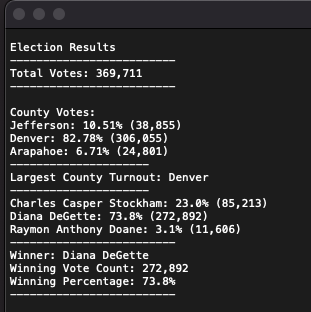 Election Results
-------------------------
Total Votes: 369,711
-------------------------
County Votes:
Jefferson: 10.51% (38,855)
Denver: 82.78% (306,055)
Arapahoe: 6.71% (24,801)
---------------------
Largest County Turnout: Denver
---------------------
Charles Casper Stockham: 23.0% (85,213)
Diana DeGette: 73.8% (272,892)
Raymon Anthony Doane: 3.1% (11,606)
-------------------------
Winner: Diana DeGette
Winning Vote Count: 272,892
Winning Percentage: 73.8%
-------------------------